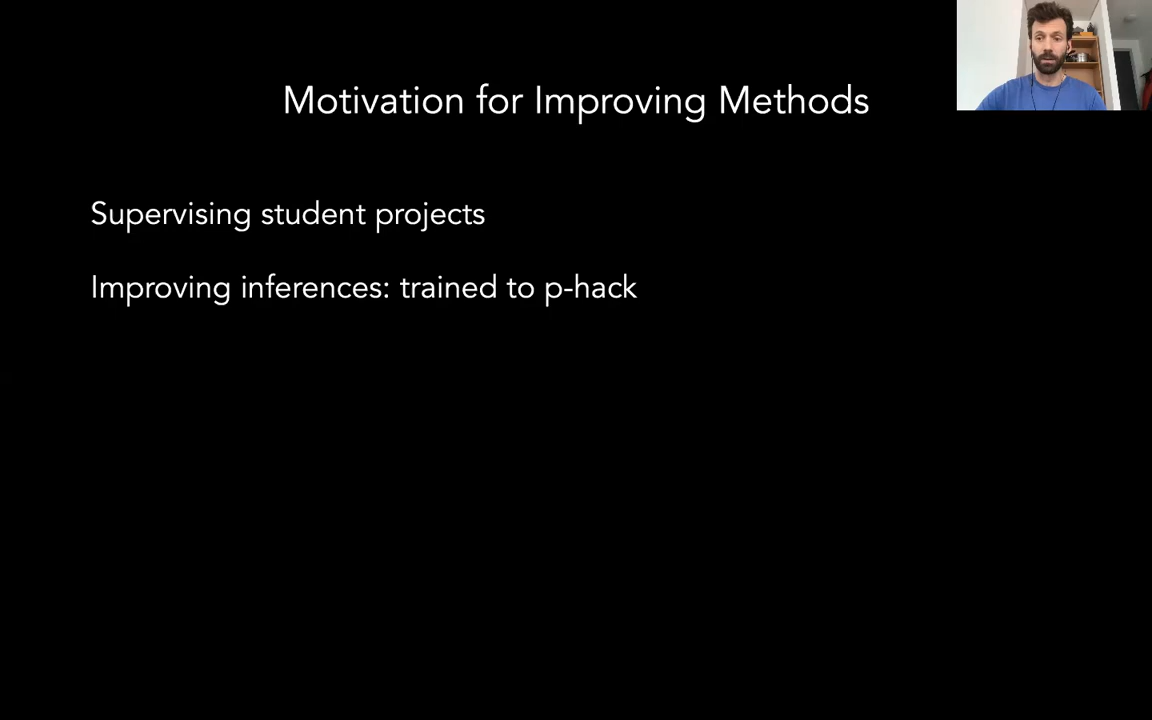 Motivation for Improving Methods
Supervising student projects
Improving inferences: trained to p-hack